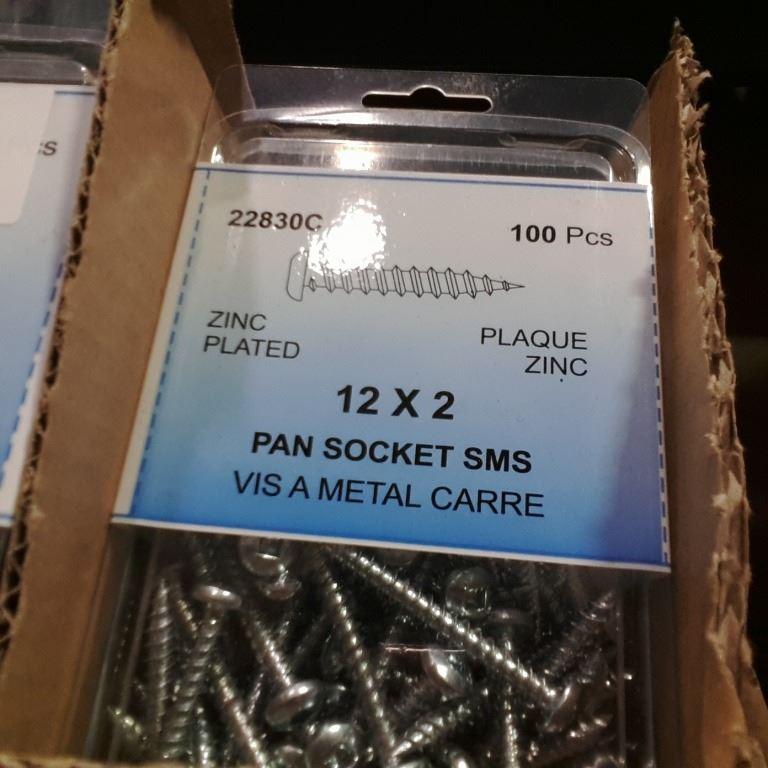 22830C
100 Pcs
ZINC
PLATED
PLAQUE
ZINC
12 X 2
PAN SOCKET SMS
VIS A METAL CARRE